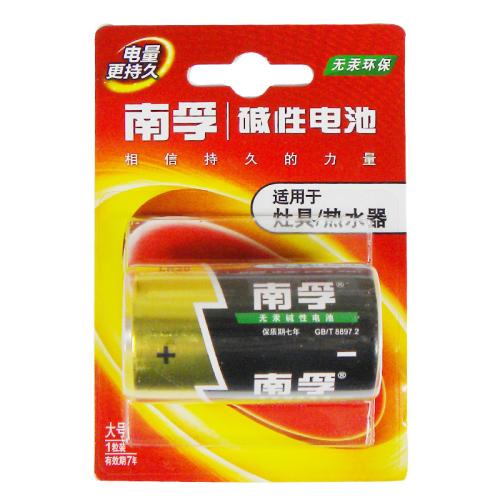 电量
更持久
无汞环保
南孚 碱性电池
相信持久的力量
适用于
灶具/热水器
LR20
南孚®
无汞碱性电池
保质期七年 GB/T 8897.2
+ −
南孚®
大号
1粒装
有效期7年